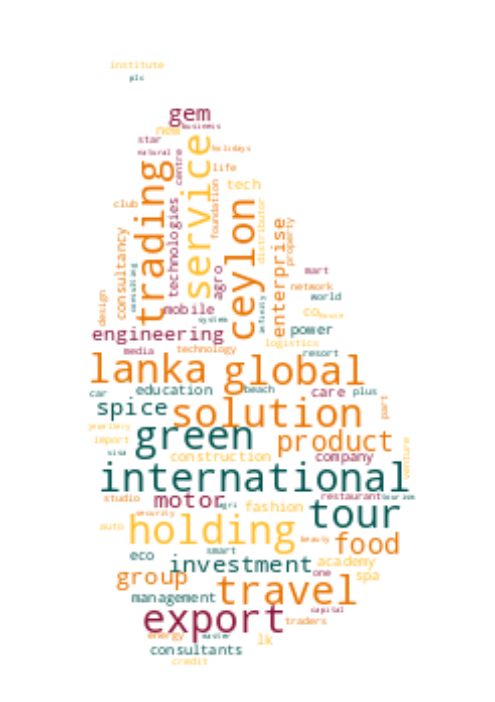 institute
plc
gem
business
new
star
holidays
natural
service
centre
life
trading
tech
technologies
foundation
ceylon
distributor
club
consultancy
consulting
agro
enterprise
property
mart
network
world
design
mobile
co
house
system
infinity
power
engineering
logistics
media
technology
resort
lanka
global
car
education
beach
care
plus
spice
solution
part
jewellery
green
product
import
visa
construction
company
venture
international
studio
motor
agri
restaurant
tourism
security
fashion
tour
auto
holding
beauty
food
smart
eco
investment
academy
group
one
spa
travel
management
capital
export
traders
energy
master
lk
consultants
credit